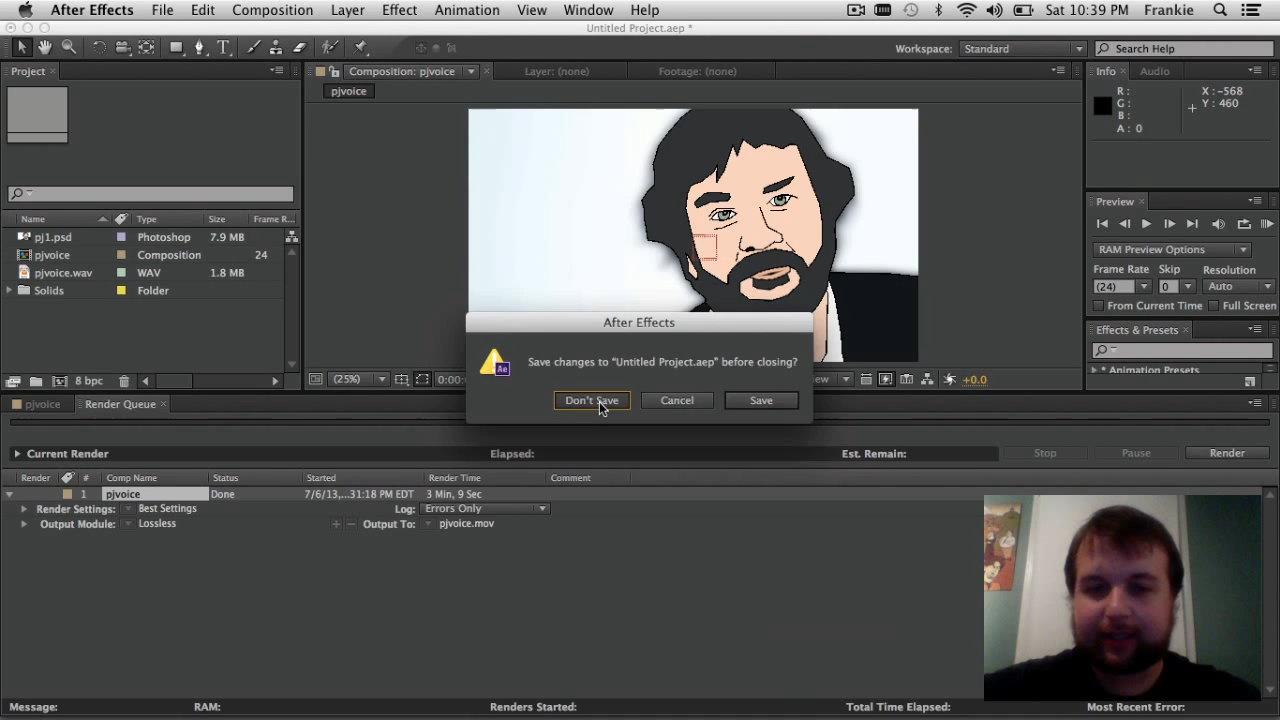 After Effects File Edit Composition Layer Effect Animation View Window Help Sat 10:39 PM Frankie
Untitled Project.aep *
Workspace: Standard Search Help
Project Composition: pjvoice Layer: (none) Footage: (none) Info Audio
pjvoice
R :
G :
B :
A : 0
X : -568
Y : 460
Preview
RAM Preview Options
Frame Rate Skip Resolution
(24) 0 Auto
From Current Time Full Screen
Effects & Presets
* Animation Presets
Name Type Size Frame R...
pj1.psd Photoshop 7.9 MB
pjvoice Composition 24
pjvoice.wav WAV 1.8 MB
Solids Folder
8 bpc
(25%) 0:00 ew +0.0
After Effects
Save changes to “Untitled Project.aep” before closing?
Don't Save Cancel Save
Ae
pjvoice Render Queue
Current Render Elapsed: Est. Remain: Stop Pause Render
Render # Comp Name Status Started Render Time Comment
1 pjvoice Done 7/6/13,...31:18 PM EDT 3 Min, 9 Sec
Render Settings: Best Settings Log: Errors Only
Output Module: Lossless Output To: pjvoice.mov
Message: RAM: Renders Started: Total Time Elapsed: Most Recent Error: